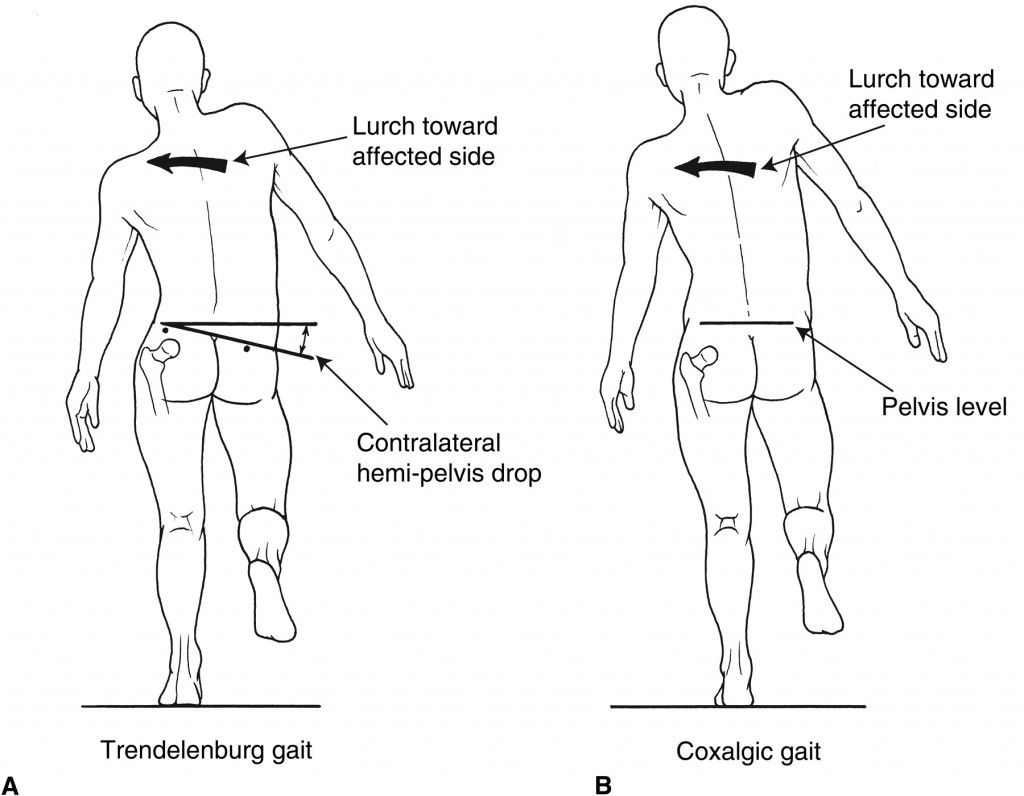 Lurch toward
affected side
Contralateral
hemi-pelvis drop
Trendelenburg gait
A
Lurch toward
affected side
Pelvis level
Coxalgic gait
B